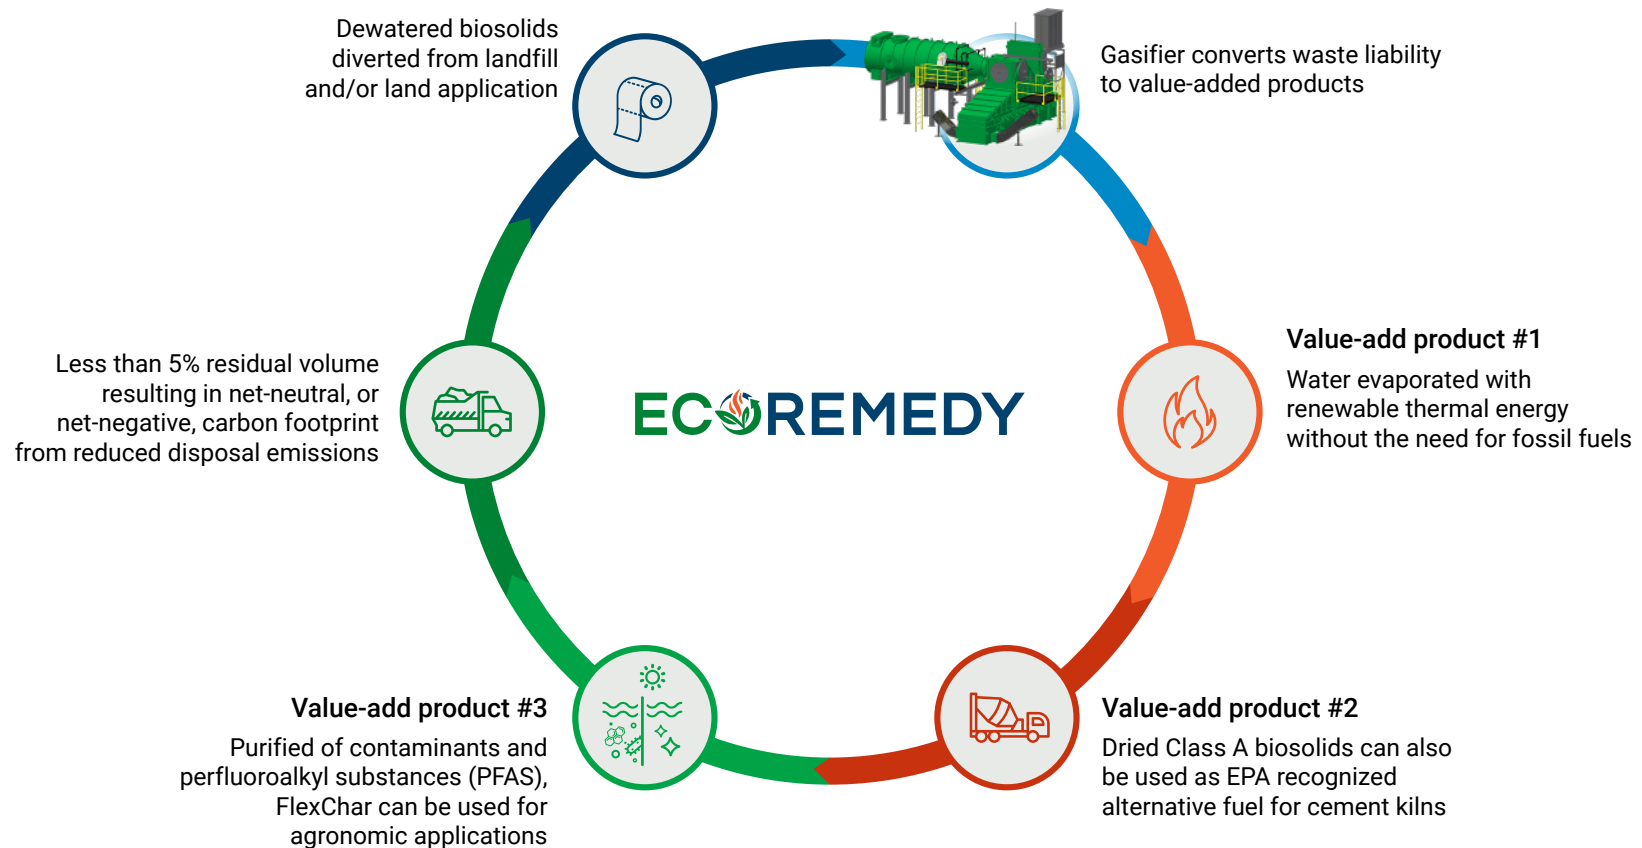 Dewatered biosolids
diverted from landfill
and/or land application
Gasifier converts waste liability
to value-added products
Value-add product #1
Water evaporated with
renewable thermal energy
without the need for fossil fuels
Value-add product #2
Dried Class A biosolids can also
be used as EPA recognized
alternative fuel for cement kilns
Value-add product #3
Purified of contaminants and
perfluoroalkyl substances (PFAS),
FlexChar can be used for
agronomic applications
Less than 5% residual volume
resulting in net-neutral, or
net-negative, carbon footprint
from reduced disposal emissions
ECOREMEDY